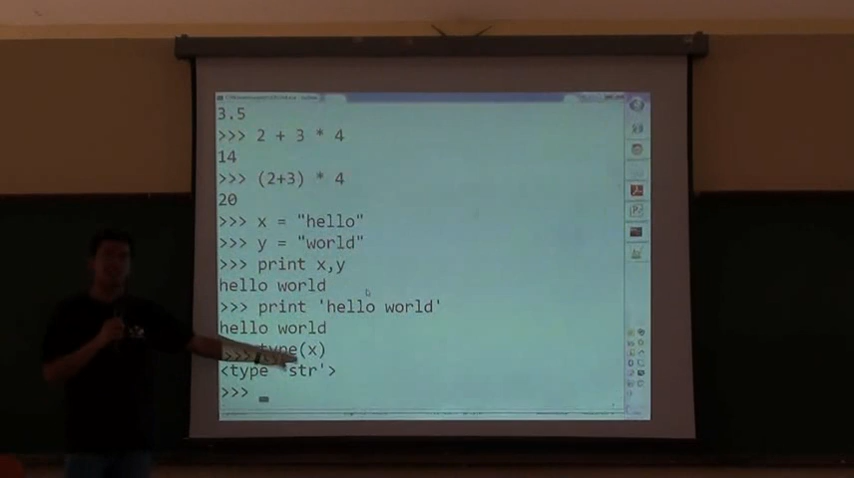 3.5
>>> 2 + 3 * 4
14
>>> (2+3) * 4
20
>>> x = "hello"
>>> y = "world"
>>> print x,y
hello world
>>> print 'hello world'
hello world
>>> type(x)
<type 'str'>
>>>